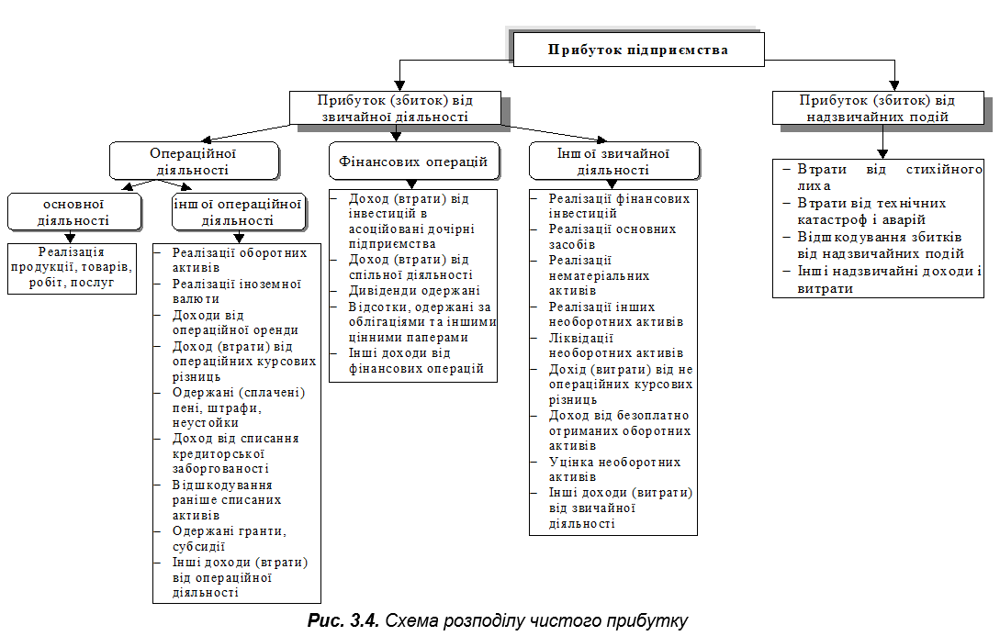 Прибуток підприємства
Прибуток (збиток) від
звичайної діяльності
Прибуток (збиток) від
надзвичайних подій
Операційної
діяльності
Фінансових операцій
Іншої звичайної
діяльності
основної
діяльності
іншої операційної
діяльності
Реалізація
продукції, товарів,
робіт, послуг
– Реалізації оборотних
активів
– Реалізації іноземної
валюти
– Доходи від
операційної оренди
– Доход (втрати) від
операційних курсових
різниць
– Одержані (сплачені)
пені, штрафи,
неустойки
– Доход від списання
кредиторської
заборгованості
– Відшкодування
раніше списаних
активів
– Одержані гранти,
субсидії
– Інші доходи (втрати)
від операційної
діяльності
– Доход (втрати) від
інвестицій в
асоційовані дочірні
підприємства
– Доход (втрати) від
спільної діяльності
– Дивіденди одержані
– Відсотки, одержані за
облігаціями та іншими
цінними паперами
– Інші доходи від
фінансових операцій
– Реалізації фінансових
інвестицій
– Реалізації основних
засобів
– Реалізації
нематеріальних
активів
– Реалізації інших
необоротних активів
– Ліквідації
необоротних активів
– Дохід (витрати) від не
операційних курсових
різниць
– Доход від безоплатно
отриманих оборотних
активів
– Уцінка необоротних
активів
– Інші доходи (витрати)
від звичайної
діяльності
– Втрати від стихійного
лиха
– Втрати від технічних
катастроф і аварій
– Відшкодування збитків
від надзвичайних подій
– Інші надзвичайні доходи і
витрати
Рис. 3.4. Схема розподілу чистого прибутку